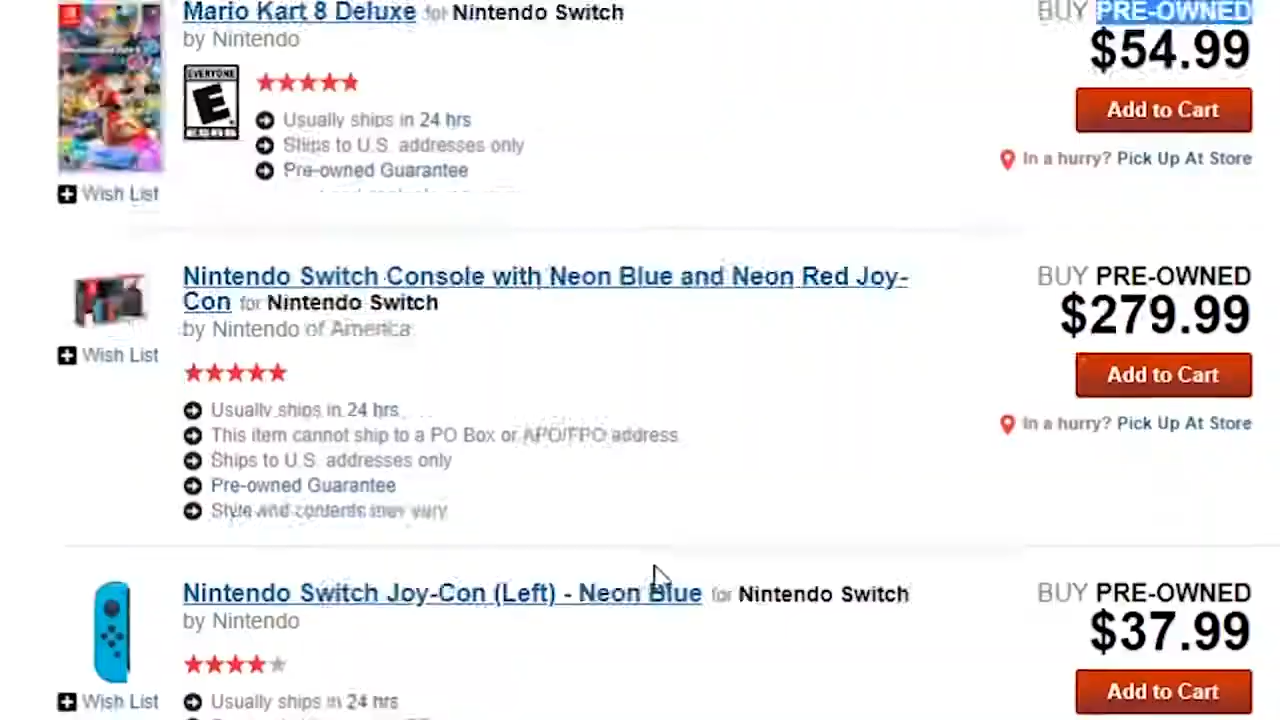 Mario Kart 8 Deluxe for Nintendo Switch
BUY PRE-OWNED
by Nintendo
$54.99
EVERYONE
E
ESRB
Add to Cart
Usually ships in 24 hrs
Ships to U.S. addresses only
In a hurry? Pick Up At Store
Pre-owned Guarantee
Wish List
Nintendo Switch Console with Neon Blue and Neon Red Joy-
Con for Nintendo Switch
BUY PRE-OWNED
by Nintendo of America
$279.99
Wish List
Add to Cart
Usually ships in 24 hrs
In a hurry? Pick Up At Store
This item cannot ship to a PO Box or APO/FPO address
Ships to U.S. addresses only
Pre-owned Guarantee
Style and contents may vary
Nintendo Switch Joy-Con (Left) - Neon Blue for Nintendo Switch
BUY PRE-OWNED
by Nintendo
$37.99
Add to Cart
Wish List
Usually ships in 24 hrs